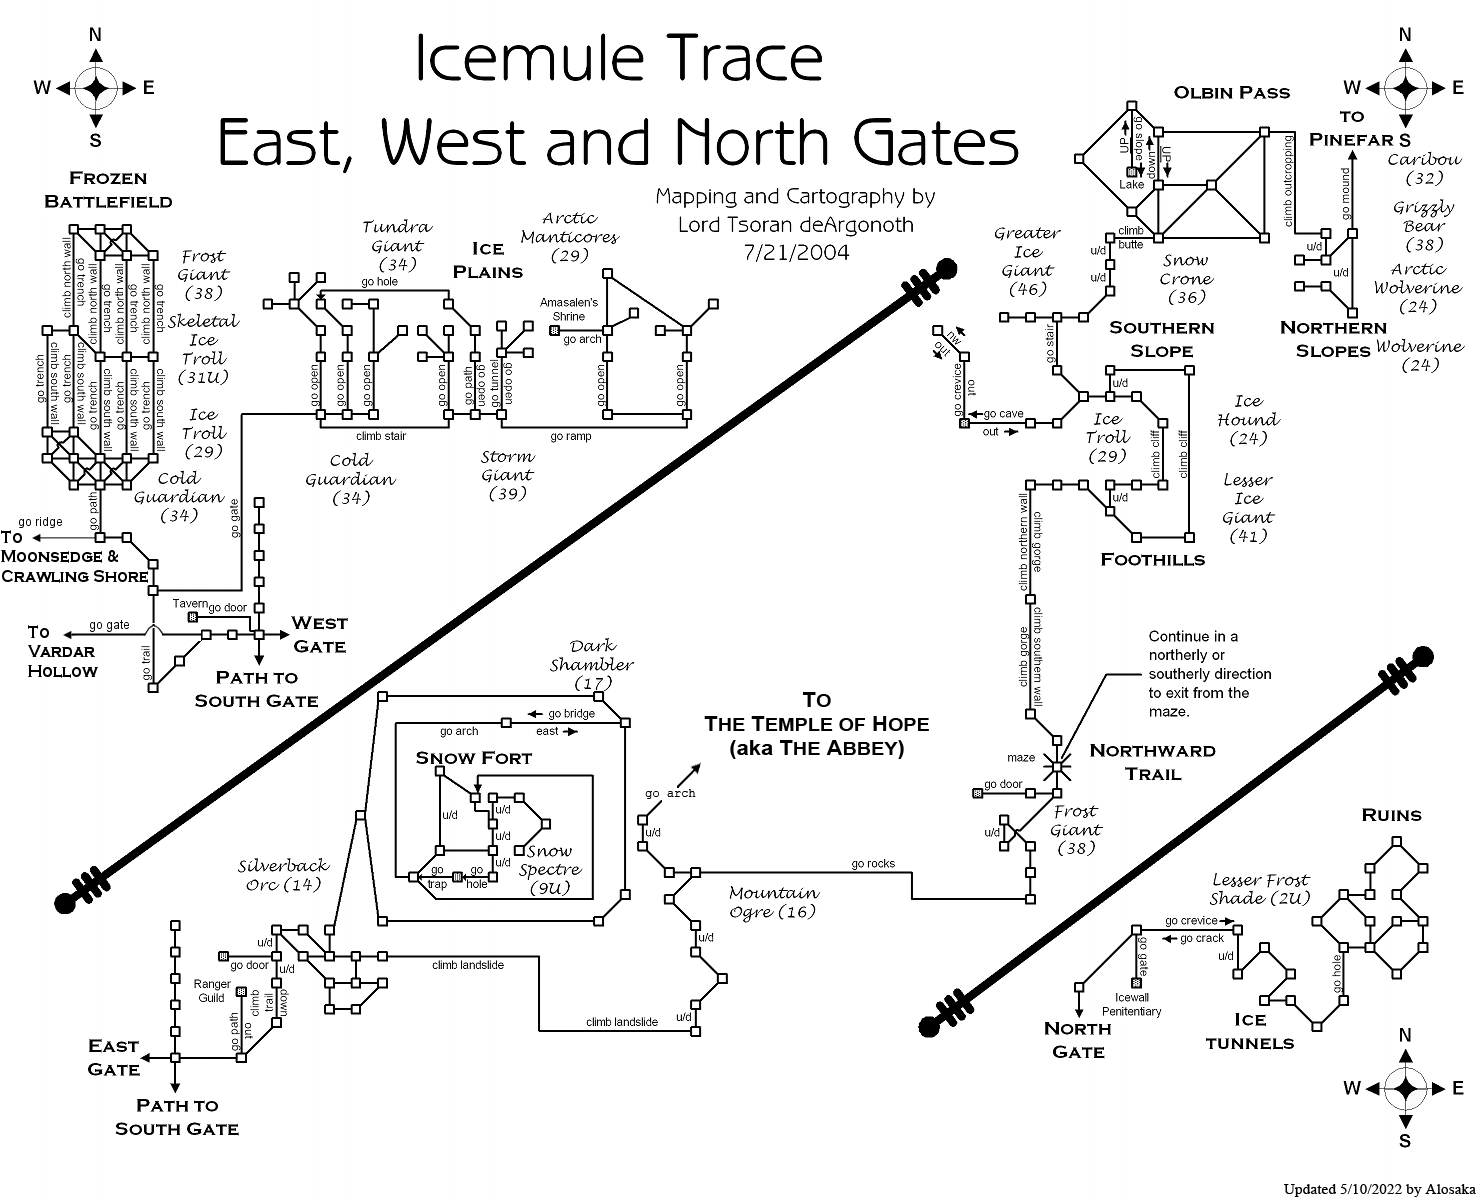 Icemule Trace
East, West and North Gates
Mapping and Cartography by
Lord Tsoran deArgonoth
7/21/2004
N
W
E
S
FROZEN
BATTLEFIELD
climb north wall
go trench
climb north wall
go trench
climb north wall
go trench
go trench
climb south wall
go trench
climb south wall
go trench
climb south wall
go trench
climb south wall
go trench
climb south wall
Frost
Giant
(38)
Skeletal
Ice
Troll
(31U)
Ice
Troll
(29)
Cold
Guardian
(34)
go path
go ridge
TO
MOONSEDGE &
CRAWLING SHORE
go gate
Tavern
go door
TO
VARDAR
HOLLOW
go gate
go trail
WEST
GATE
PATH TO
SOUTH GATE
Tundra
Giant
(34)
ICE
PLAINS
Arctic
Manticores
(29)
go hole
Amasalen's
Shrine
go arch
go open
go open
go open
go open
go path
go open
go tunnel
go open
go open
go open
climb stair
go ramp
Cold
Guardian
(34)
Storm
Giant
(39)
N
W
E
S
OLBIN PASS
TO
PINEFAR
go slope
UP
down
UP
Lake
climb
butte
climb outcropping
go mound
u/d
u/d
u/d
u/d
Caribou
(32)
Grizzly
Bear
(38)
Arctic
Wolverine
(24)
Wolverine
(24)
NORTHERN
SLOPES
Greater
Ice
Giant
(46)
Snow
Crone
(36)
SOUTHERN
SLOPE
go stair
nw
out
go crevice
out
go cave
out
u/d
Ice
Troll
(29)
Ice
Hound
(24)
climb cliff
climb cliff
u/d
Lesser
Ice
Giant
(41)
FOOTHILLS
climb northern wall
climb gorge
climb gorge
climb southern wall
Continue in a
northerly or
southerly direction
to exit from the
maze.
maze
NORTHWARD
TRAIL
go door
Frost
Giant
(38)
u/d
go rocks
Dark
Shambler
(17)
go bridge
east
go arch
SNOW FORT
u/d
u/d
u/d
u/d
go
trap
go
hole
Snow
Spectre
(9U)
TO
THE TEMPLE OF HOPE
(aka THE ABBEY)
go arch
u/d
Mountain
Ogre (16)
u/d
u/d
Silverback
Orc (14)
u/d
go door
u/d
Ranger
Guild
climb
trail
down
go path
out
climb landslide
climb landslide
EAST
GATE
PATH TO
SOUTH GATE
RUINS
Lesser Frost
Shade (2U)
go crevice
go crack
u/d
go gate
go hole
Icewall
Penitentiary
NORTH
GATE
ICE
TUNNELS
N
W
E
S
Updated 5/10/2022 by Alosaka